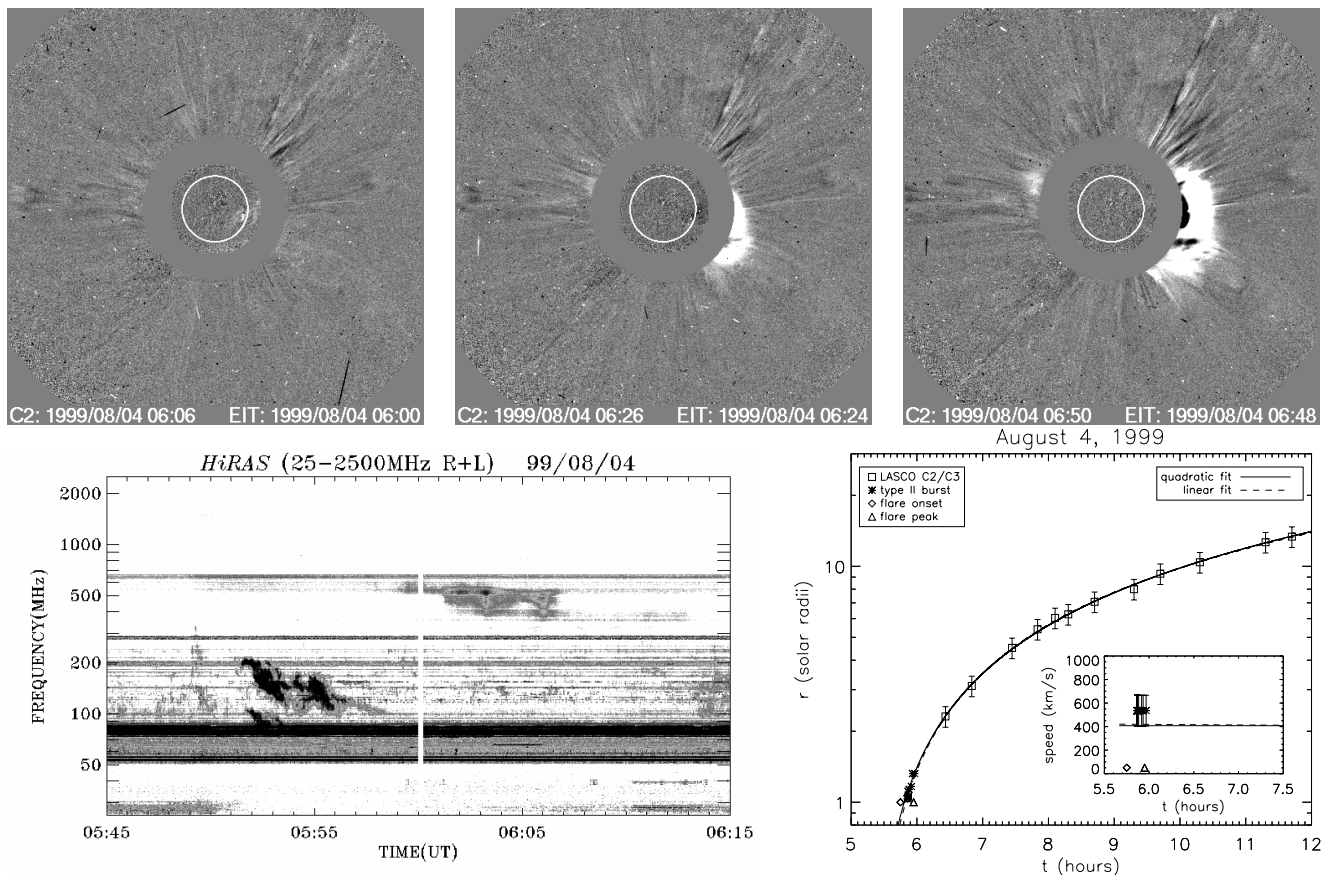 C2: 1999/08/04 06:06 EIT: 1999/08/04 06:00
C2: 1999/08/04 06:26 EIT: 1999/08/04 06:24
C2: 1999/08/04 06:50 EIT: 1999/08/04 06:48
HiRAS (25-2500MHz R+L) 99/08/04
FREQUENCY(MHz)
2000
1000
500
200
100
50
05:45 05:55 06:05 06:15
TIME(UT)
August 4, 1999
LASCO C2/C3
type II burst
flare onset
flare peak
quadratic fit
linear fit
r (solar radii)
10
1
speed (km/s)
1000
800
600
400
200
0
5.5 6.0 6.5 7.0 7.5
t (hours)
5 6 7 8 9 10 11 12
t (hours)